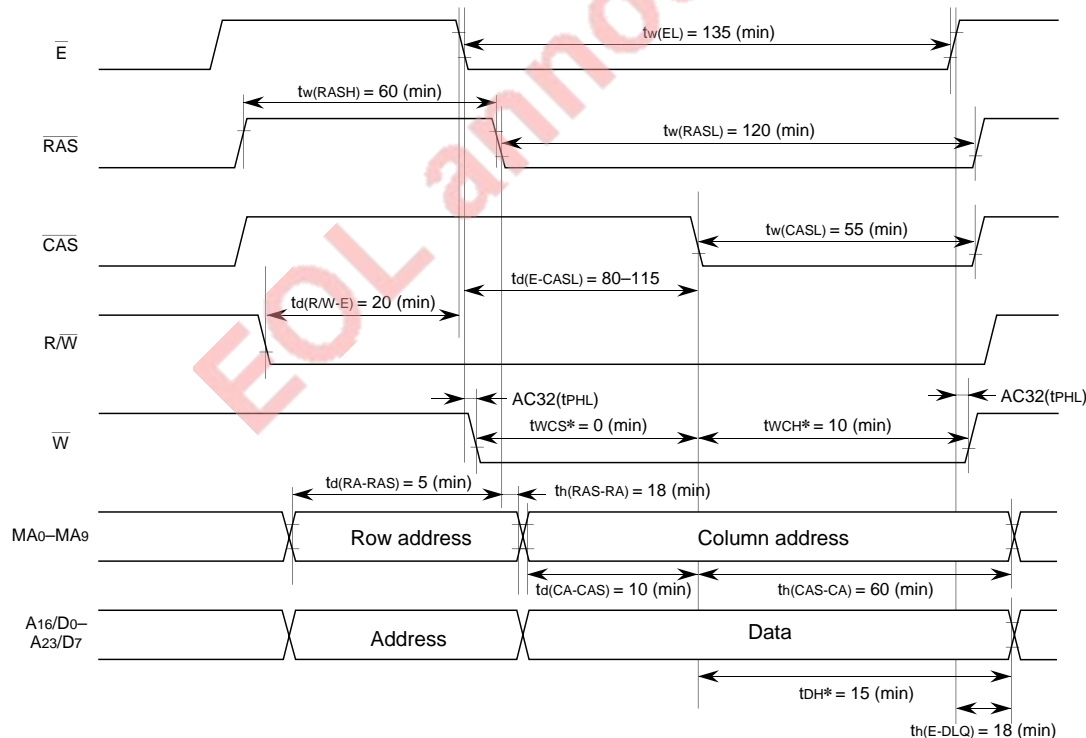 E
tw(EL) = 135 (min)
tw(RASH) = 60 (min)
RAS
tw(RASL) = 120 (min)
CAS
tw(CASL) = 55 (min)
td(E-CASL) = 80–115
td(R/W-E) = 20 (min)
R/W
AC32(tPHL)
AC32(tPHL)
W
tWCS* = 0 (min)
tWCH* = 10 (min)
td(RA-RAS) = 5 (min)
th(RAS-RA) = 18 (min)
MA0–MA9
Row address
Column address
td(CA-CAS) = 10 (min)
th(CAS-CA) = 60 (min)
A16/D0–
A23/D7
Address
Data
tDH* = 15 (min)
th(E-DLQ) = 18 (min)
EOL anno